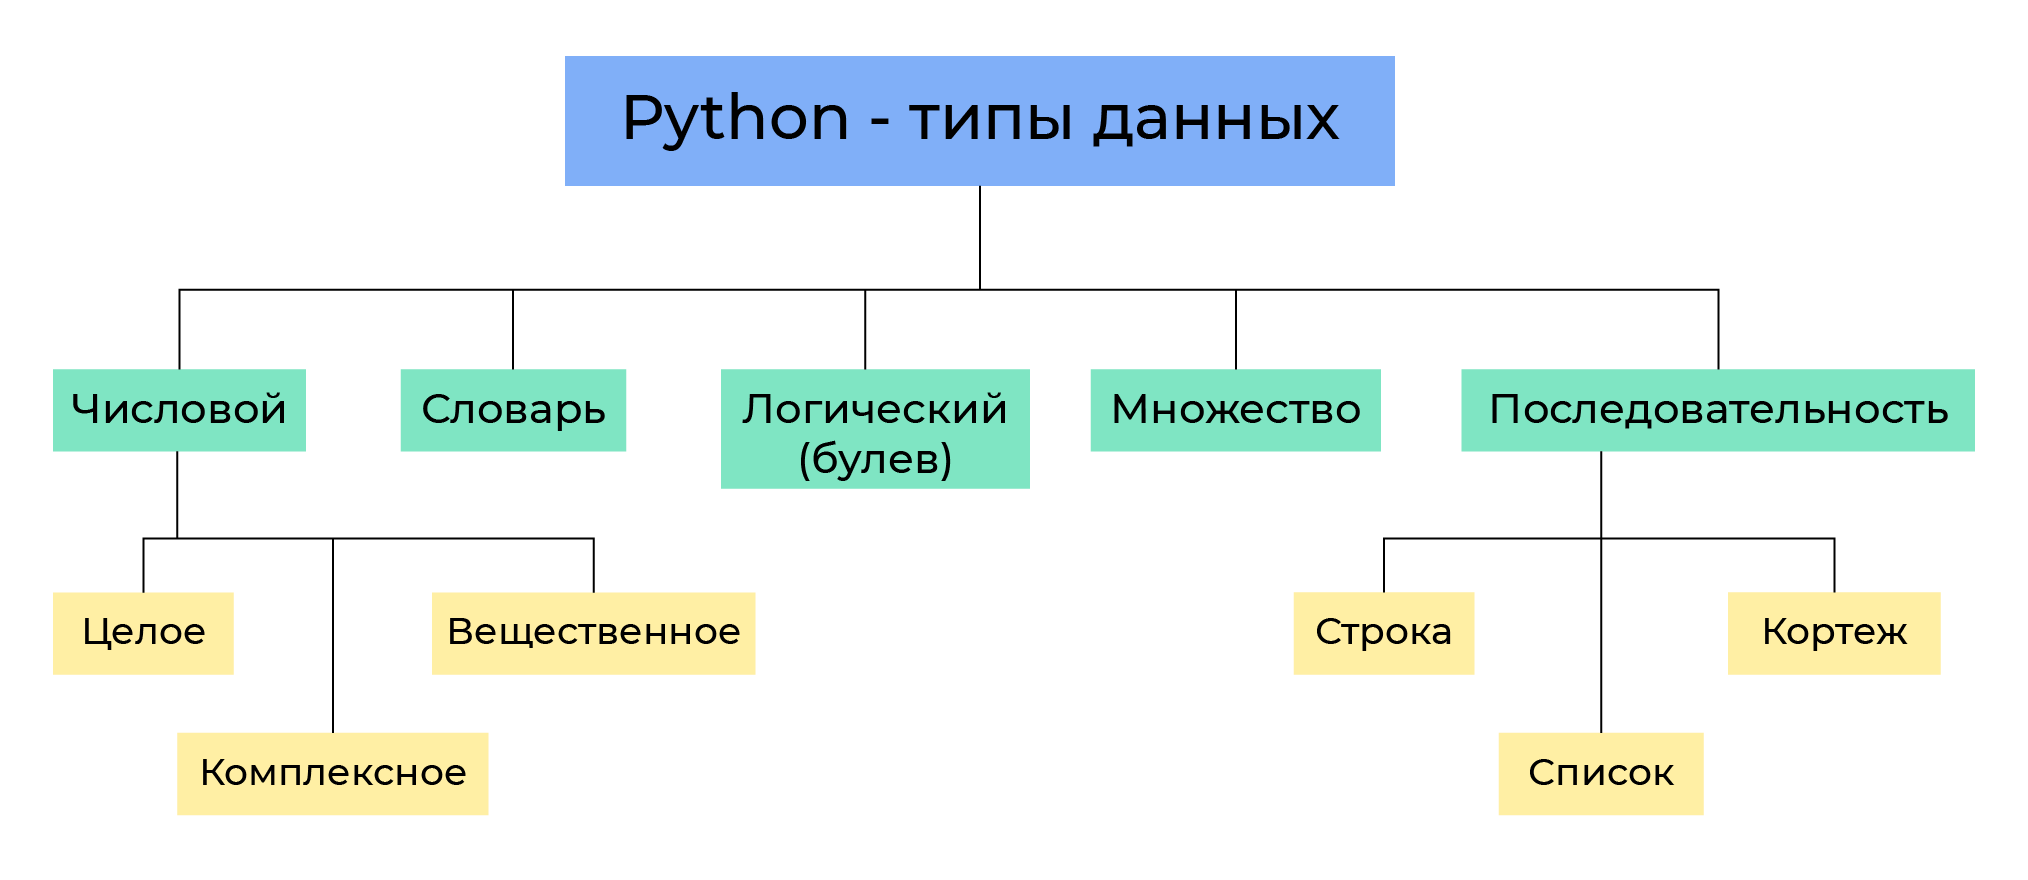 Python - типы данных
Числовой
Словарь
Логический
(булев)
Множество
Последовательность
Целое
Вещественное
Строка
Кортеж
Комплексное
Список